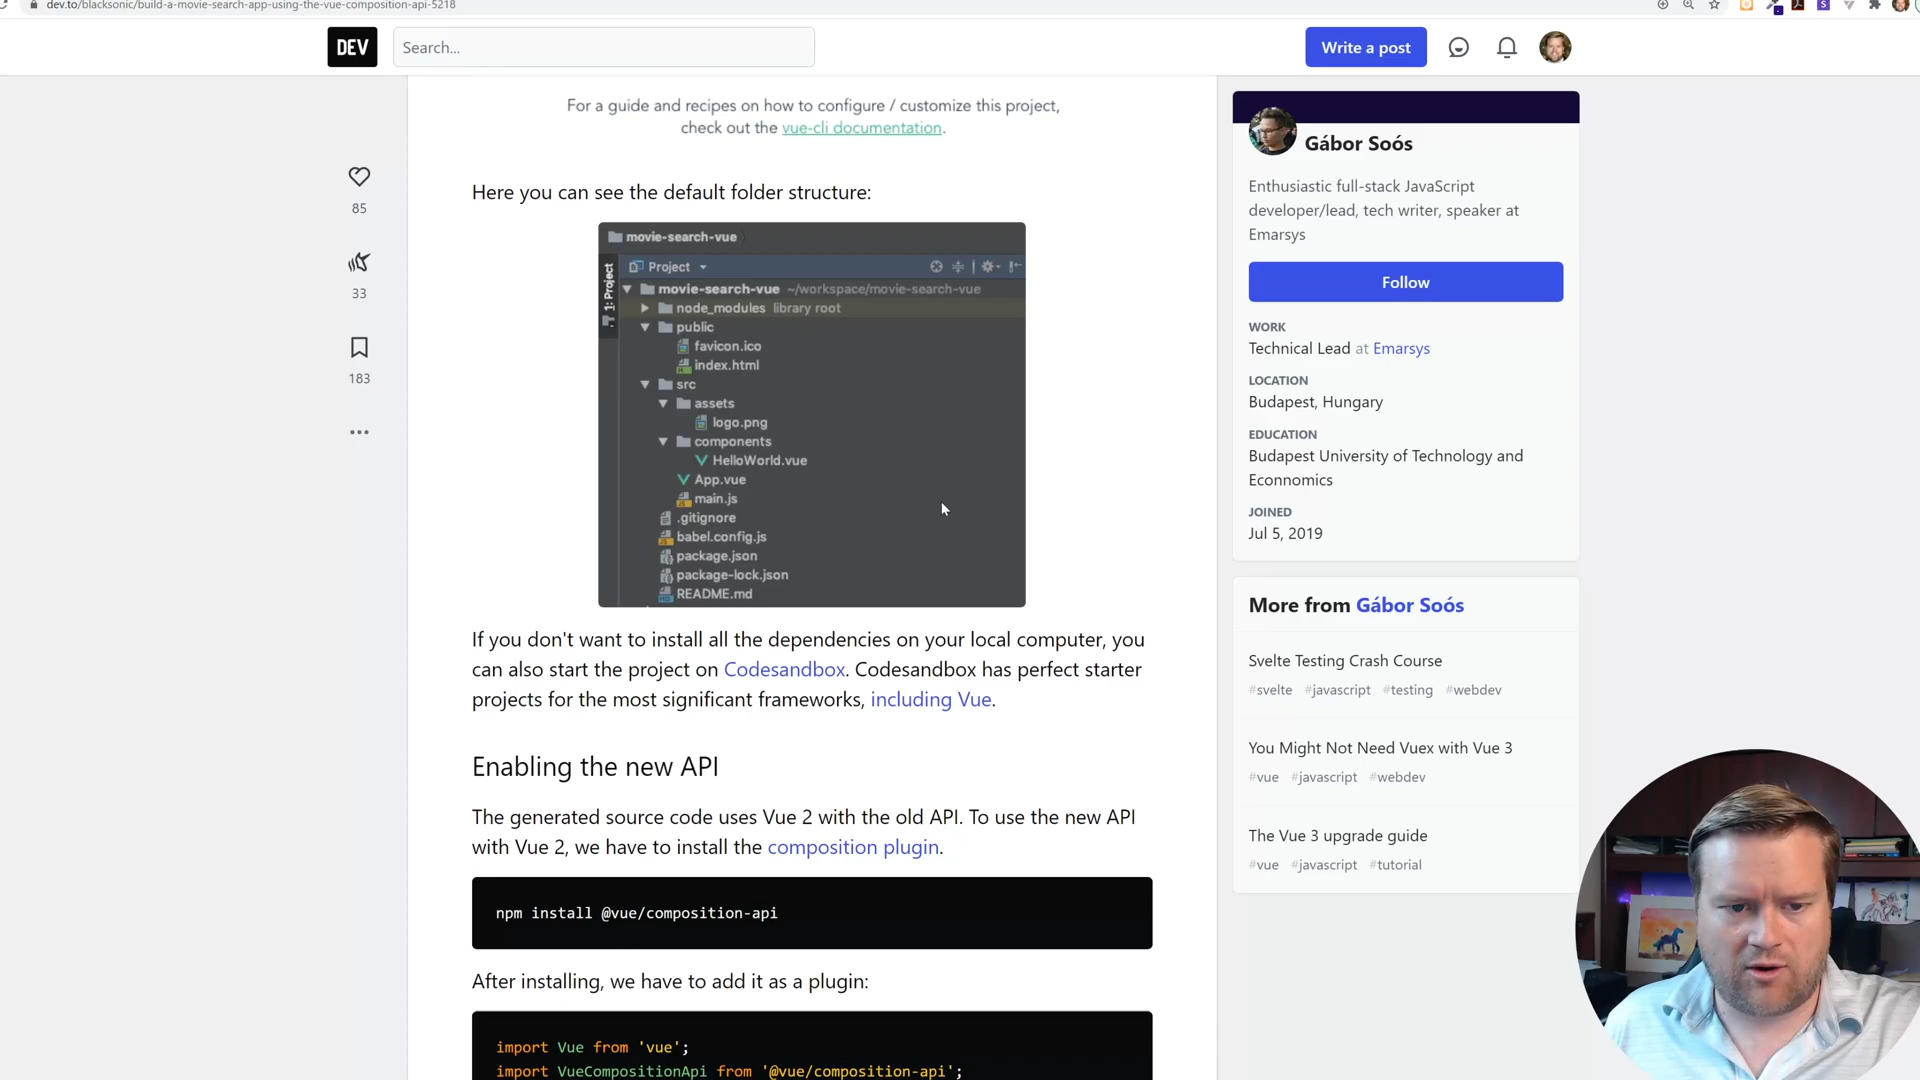 dev.to/blacksonic/build-a-movie-search-app-using-the-vue-composition-api-5218
DEV
Search...
Write a post
For a guide and recipes on how to configure / customize this project,
check out the vue-cli documentation.
Here you can see the default folder structure:
85
33
183
movie-search-vue
1: Project
Project
movie-search-vue ~/workspace/movie-search-vue
node_modules library root
public
favicon.ico
index.html
src
assets
logo.png
components
HelloWorld.vue
App.vue
main.js
.gitignore
babel.config.js
package.json
package-lock.json
README.md
If you don't want to install all the dependencies on your local computer, you
can also start the project on Codesandbox. Codesandbox has perfect starter
projects for the most significant frameworks, including Vue.
Enabling the new API
The generated source code uses Vue 2 with the old API. To use the new API
with Vue 2, we have to install the composition plugin.
npm install @vue/composition-api
After installing, we have to add it as a plugin:
import Vue from 'vue';
import VueCompositionApi from '@vue/composition-api';
Gábor Soós
Enthusiastic full-stack JavaScript
developer/lead, tech writer, speaker at
Emarsys
Follow
WORK
Technical Lead at Emarsys
LOCATION
Budapest, Hungary
EDUCATION
Budapest University of Technology and
Econnomics
JOINED
Jul 5, 2019
More from Gábor Soós
Svelte Testing Crash Course
#svelte #javascript #testing #webdev
You Might Not Need Vuex with Vue 3
#vue #javascript #webdev
The Vue 3 upgrade guide
#vue #javascript #tutorial